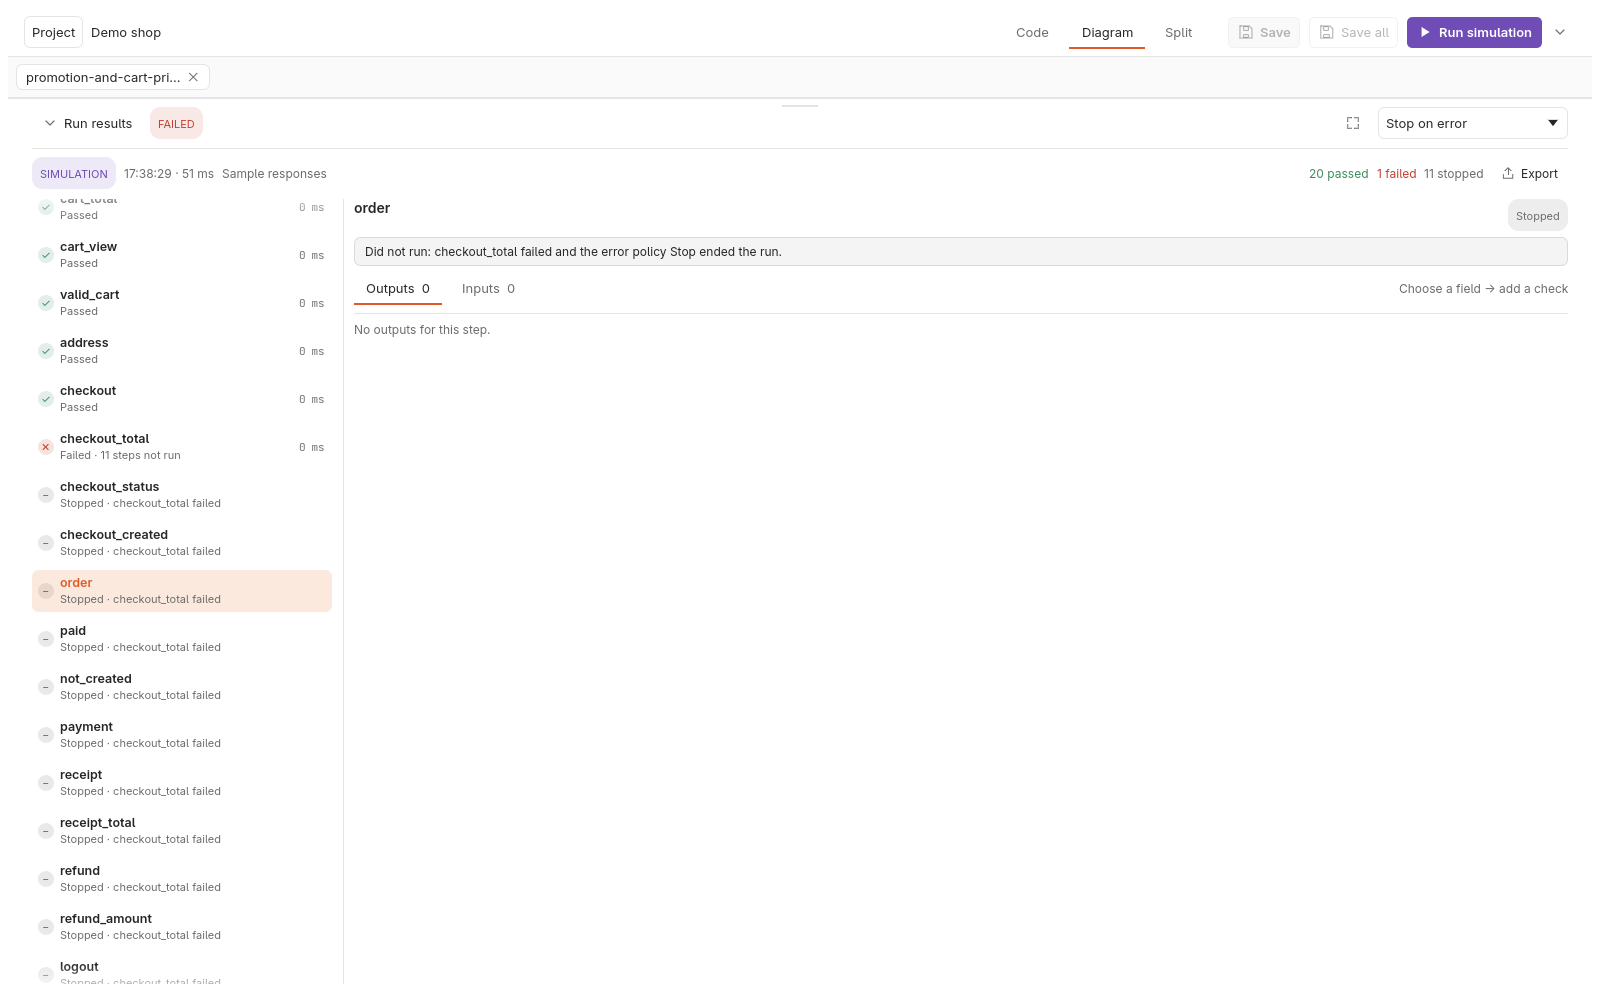 Project Demo shop Code Diagram Split Save Save all Run simulation
promotion-and-cart-pri...
Run results FAILED Stop on error
SIMULATION 17:38:29 · 51 ms Sample responses 20 passed 1 failed 11 stopped Export
cart_total
Passed
0 ms
cart_view
Passed
0 ms
valid_cart
Passed
0 ms
address
Passed
0 ms
checkout
Passed
0 ms
checkout_total
Failed · 11 steps not run
0 ms
checkout_status
Stopped · checkout_total failed
checkout_created
Stopped · checkout_total failed
order
Stopped · checkout_total failed
paid
Stopped · checkout_total failed
not_created
Stopped · checkout_total failed
payment
Stopped · checkout_total failed
receipt
Stopped · checkout_total failed
receipt_total
Stopped · checkout_total failed
refund
Stopped · checkout_total failed
refund_amount
Stopped · checkout_total failed
logout
Stopped · checkout_total failed
order
Stopped
Did not run: checkout_total failed and the error policy Stop ended the run.
Outputs 0 Inputs 0 Choose a field → add a check
No outputs for this step.